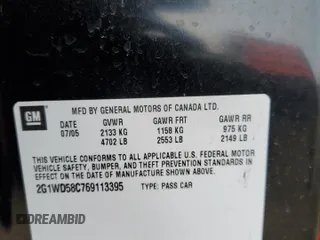 GM
MFD BY GENERAL MOTORS OF CANADA LTD.
DATE GVWR GAWR FRT GAWR RR
07/05 2133 KG 1158 KG 975 KG
4702 LB 2553 LB 2149 LB
THIS VEHICLE CONFORMS TO ALL APPLICABLE U.S. FEDERAL MOTOR
VEHICLE SAFETY, BUMPER, AND THEFT PREVENTION STANDARDS IN
EFFECT ON THE DATE OF MANUFACTURE SHOWN ABOVE.
2G1WD58C769113395 TYPE: PASS CAR
CREDIAMBID